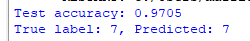 Test accuracy: 0.9705
True label: 7, Predicted: 7